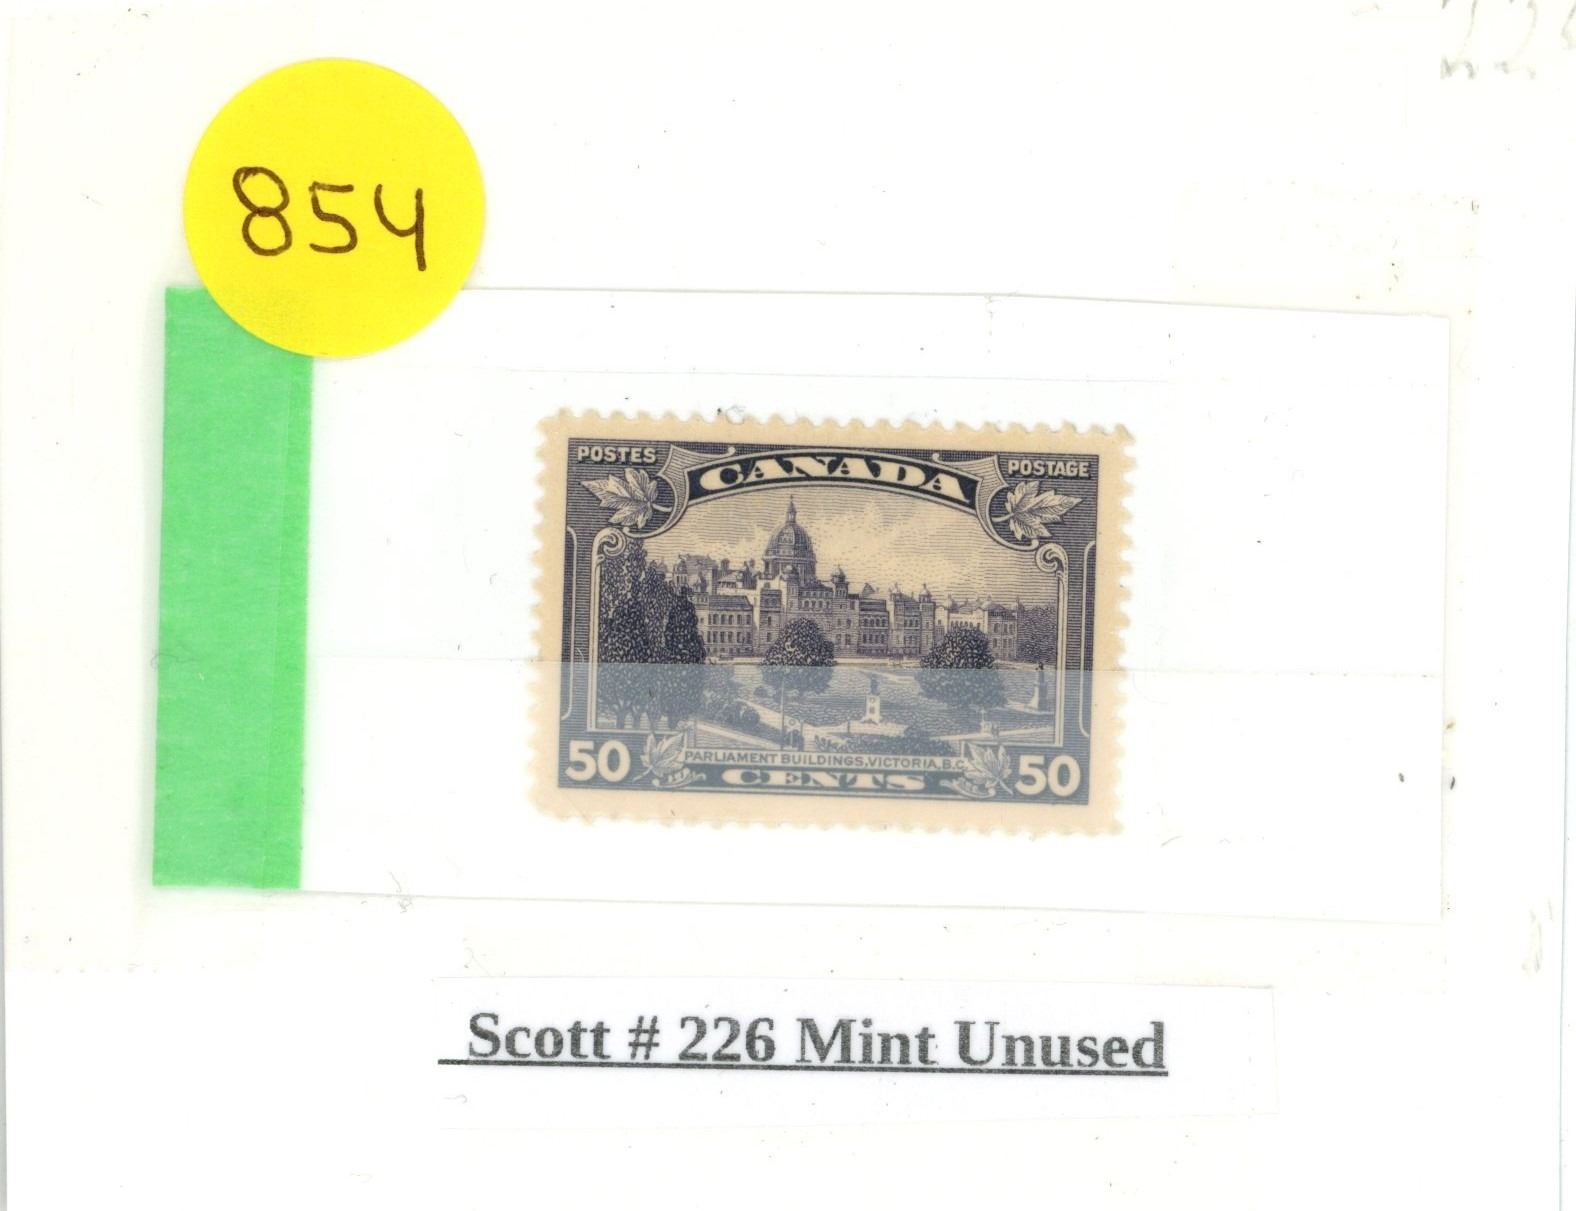 854
POSTES CANADA POSTAGE
50 PARLIAMENT BUILDINGS, VICTORIA, B.C. 50
CENTS
Scott # 226 Mint Unused